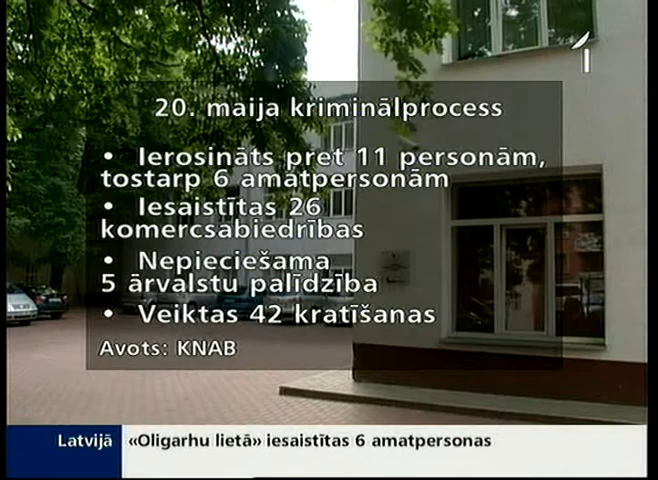 20. maija kriminālprocess
• Ierosināts pret 11 personām,
tostarp 6 amatpersonām
• Iesaistītas 26
komercsabiedrības
• Nepieciešama
5 ārvalstu palīdzība
• Veiktas 42 kratīšanas
Avots: KNAB
Latvijā «Oligarhu lietā» iesaistītas 6 amatpersonas